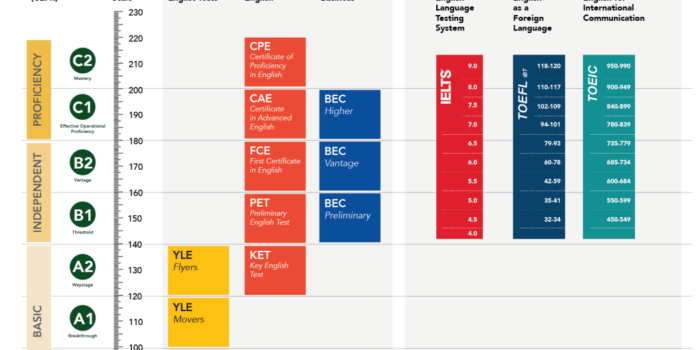 English
Language
Testing
System
English
as a
Foreign
Language
English for
International
Communication
230
220
210
200
190
180
170
160
150
140
130
120
110
100
PROFICIENCY
C2
Mastery
C1
Effective Operational
Proficiency
INDEPENDENT
B2
Vantage
B1
Threshold
BASIC
A2
Waystage
A1
Breakthrough
YLE
Flyers
YLE
Movers
CPE
Certificate of
Proficiency
in English
CAE
Certificate
in Advanced
English
FCE
First Certificate
in English
PET
Preliminary
English Test
KET
Key English
Test
BEC
Higher
BEC
Vantage
BEC
Preliminary
IELTS
9.0
8.0
7.5
7.0
6.5
6.0
5.5
5.0
4.5
4.0
TOEFL iBT
118-120
110-117
102-109
94-101
79-93
60-78
42-59
35-41
32-34
TOEIC
950-990
900-949
840-899
780-839
735-779
685-734
600-684
550-599
450-549